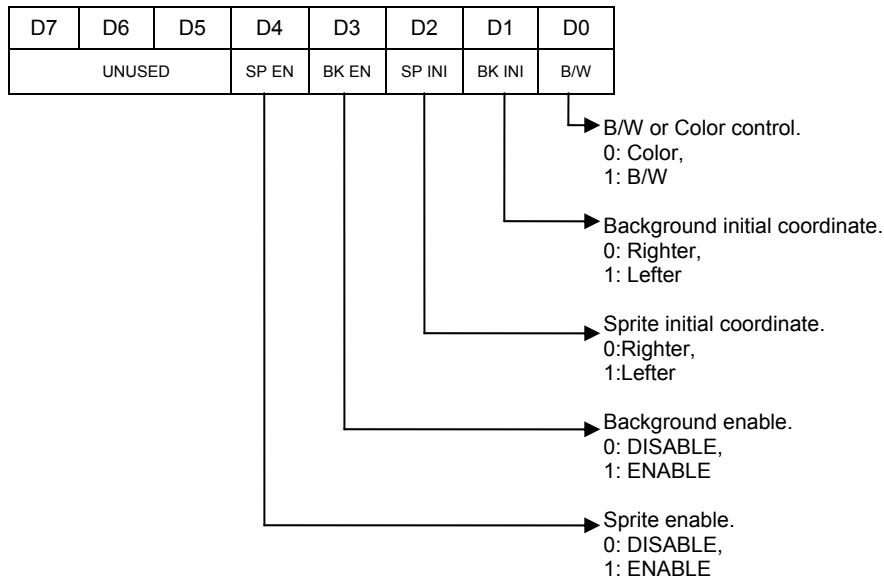 D7 D6 D5 D4 D3 D2 D1 D0
UNUSED SP EN BK EN SP INI BK INI B/W
B/W or Color control.
0: Color,
1: B/W
Background initial coordinate.
0: Righter,
1: Lefter
Sprite initial coordinate.
0:Righter,
1:Lefter
Background enable.
0: DISABLE,
1: ENABLE
Sprite enable.
0: DISABLE,
1: ENABLE